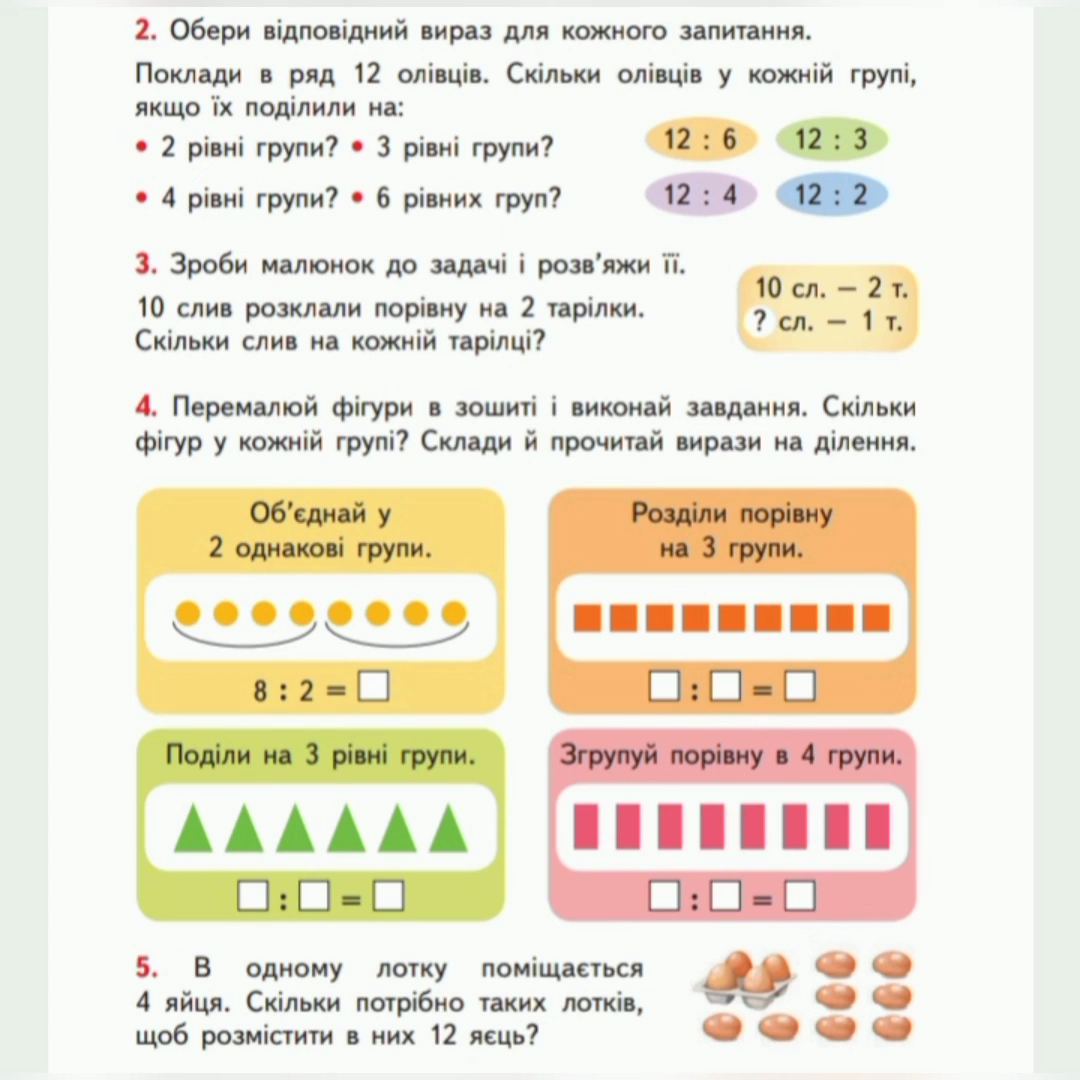 2. Обери відповідний вираз для кожного запитання.
Поклади в ряд 12 олівців. Скільки олівців у кожній групі,
якщо їх поділили на:
• 2 рівні групи? • 3 рівні групи?
• 4 рівні групи? • 6 рівних груп?
12 : 6 12 : 3
12 : 4 12 : 2
3. Зроби малюнок до задачі і розв’яжи її.
10 слив розклали порівну на 2 тарілки.
Скільки слив на кожній тарілці?
10 сл. – 2 т.
? сл. – 1 т.
4. Перемалюй фігури в зошиті і виконай завдання. Скільки
фігур у кожній групі? Склади й прочитай вирази на ділення.
Об’єднай у
2 однакові групи.
8 : 2 = □
Розділи порівну
на 3 групи.
□ : □ = □
Поділи на 3 рівні групи.
□ : □ = □
Згрупуй порівну в 4 групи.
□ : □ = □
5. В одному лотку поміщається
4 яйця. Скільки потрібно таких лотків,
щоб розмістити в них 12 яєць?